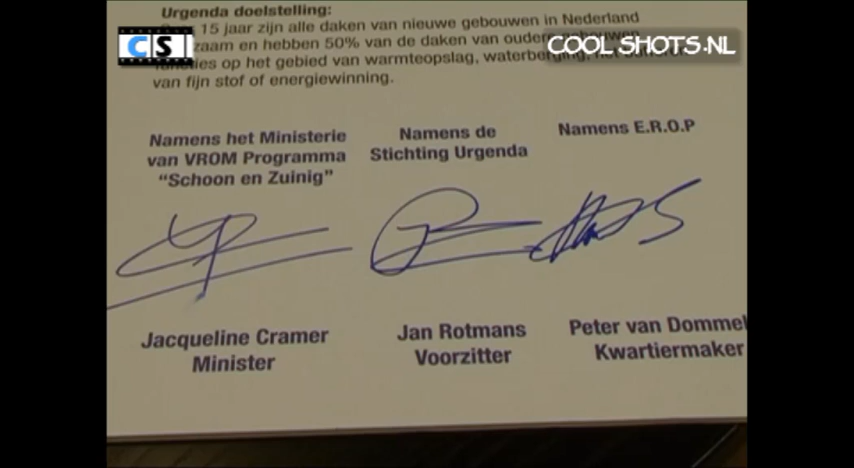 Urgenda doelstelling:
15 jaar zijn alle daken van nieuwe gebouwen in Nederland
en hebben 50% van de daken van oudere gebouwen
op het gebied van warmteopslag, waterberging,
van fijn stof of energiewinning.
CS
COOL SHOTS.NL
Namens het Ministerie
van VROM Programma
“Schoon en Zuinig”
Namens de
Stichting Urgenda
Namens E.R.O.P
Jacqueline Cramer
Minister
Jan Rotmans
Voorzitter
Peter van Dommel
Kwartiermaker